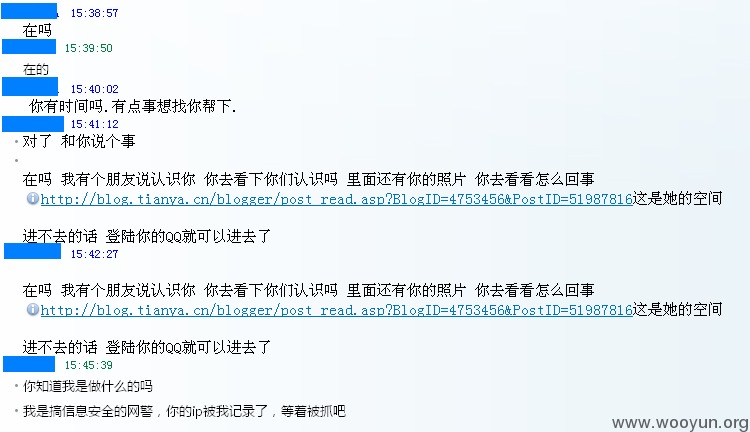 15:38:57
在吗
15:39:50
在的
15:40:02
你有时间吗.有点事想找你帮下.
15:41:12
对了 和你说个事
在吗 我有个朋友说认识你 你去看下你们认识吗 里面还有你的照片 你去看看怎么回事
http://blog.tianya.cn/blogger/post_read.asp?BlogID=4753456&PostID=51987816这是她的空间
进不去的话 登陆你的QQ就可以进去了
15:42:27
在吗 我有个朋友说认识你 你去看下你们认识吗 里面还有你的照片 你去看看怎么回事
http://blog.tianya.cn/blogger/post_read.asp?BlogID=4753456&PostID=51987816这是她的空间
进不去的话 登陆你的QQ就可以进去了
15:45:39
你知道我是做什么的吗
我是搞信息安全的网警，你的ip被我记录了，等着被抓吧
www.wooyun.org